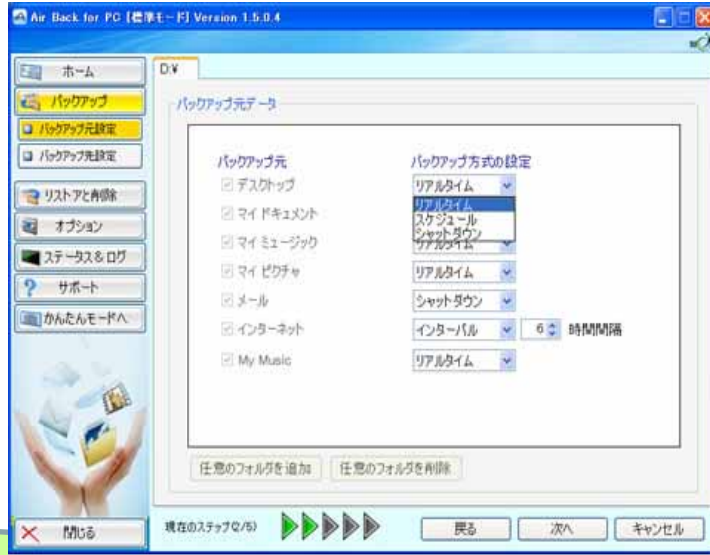 Air Back for PC [標準モード] Version 1.5.0.4
ホーム
バックアップ
バックアップ元設定
バックアップ先設定
リストアと削除
オプション
ステータス&ログ
サポート
かんたんモードへ
閉じる
D:¥
バックアップ元データ
バックアップ元 バックアップ方式の設定
デスクトップ リアルタイム
リアルタイム
スケジュール
シャットダウン
マイ ドキュメント
マイ ミュージック リアルタイム
マイ ピクチャ リアルタイム
メール シャットダウン
インターネット インターバル 6 時間間隔
My Music リアルタイム
任意のフォルダを追加 任意のフォルダを削除
現在のステップ(2/5) 戻る 次へ キャンセル